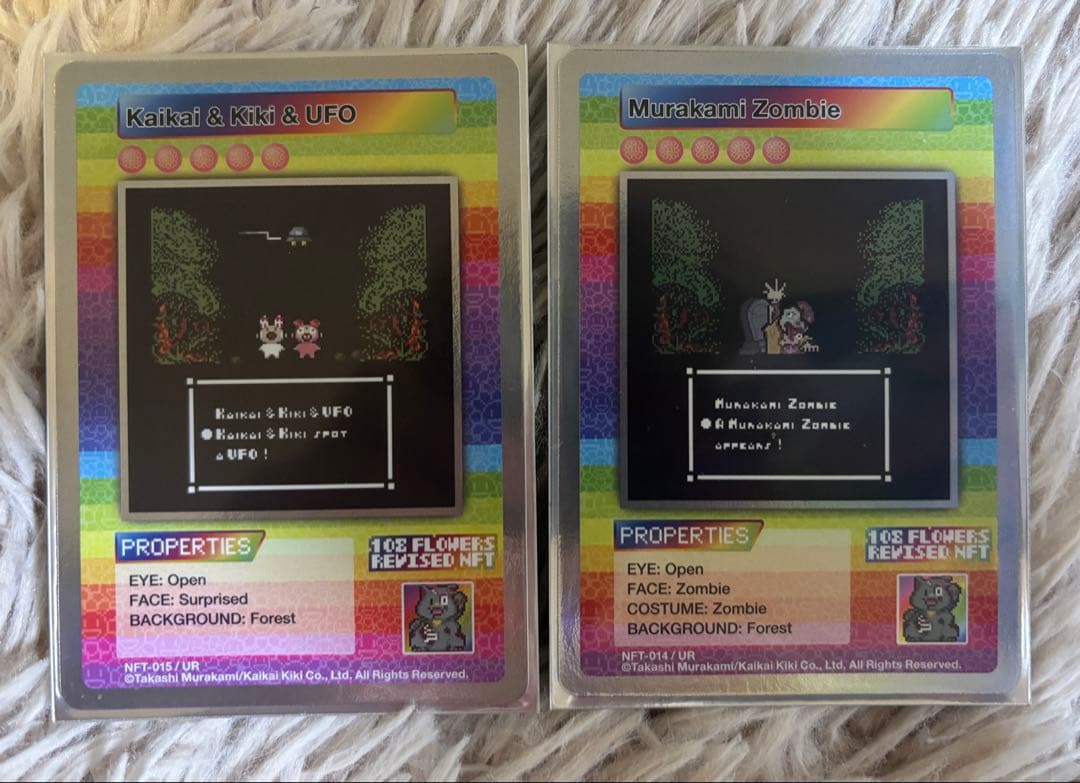 Kaikai & Kiki & UFO
Kaikai & Kiki & UFO
Kaikai & Kiki spot
a UFO !
PROPERTIES
108 FLOWERS
REVISED NFT
EYE: Open
FACE: Surprised
BACKGROUND: Forest
NFT-015 / UR
©Takashi Murakami/Kaikai Kiki Co., Ltd, All Rights Reserved.
Murakami Zombie
Murakami Zombie
A Murakami Zombie
appears !
PROPERTIES
108 FLOWERS
REVISED NFT
EYE: Open
FACE: Zombie
COSTUME: Zombie
BACKGROUND: Forest
NFT-014 / UR
©Takashi Murakami/Kaikai Kiki Co., Ltd, All Rights Reserved.